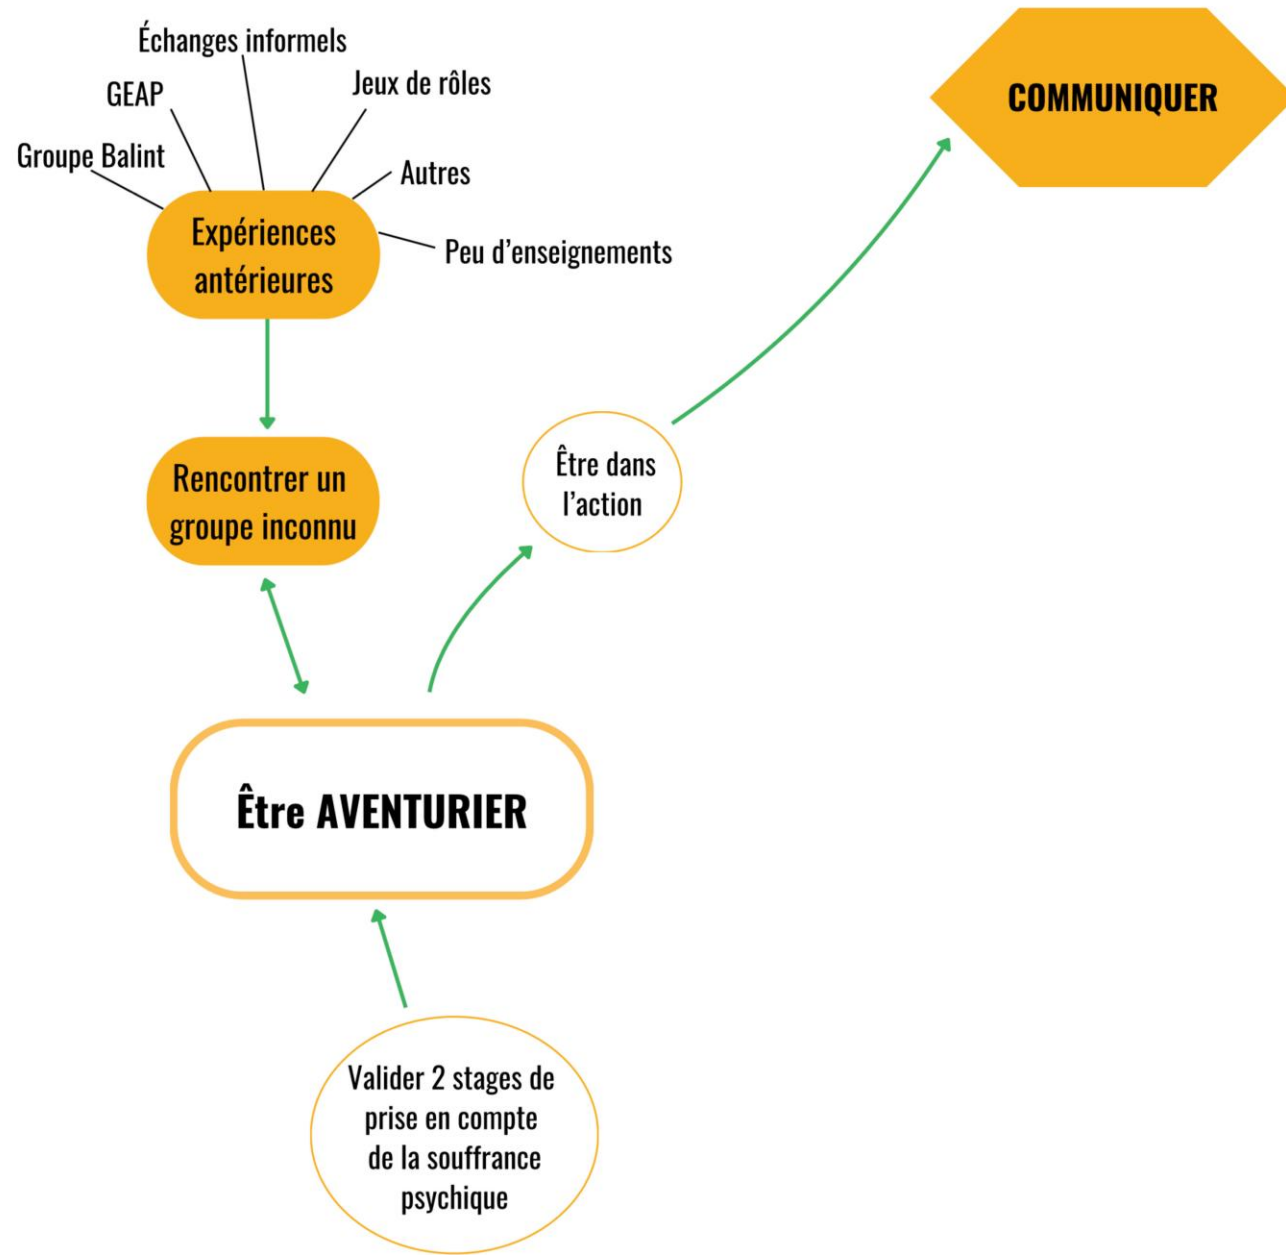 Échanges informels
GEAP
Jeux de rôles
Groupe Balint
Autres
Expériences
antérieures
Peu d’enseignements
COMMUNIQUER
Rencontrer un
groupe inconnu
Être dans
l’action
Être AVENTURIER
Valider 2 stages de
prise en compte
de la souffrance
psychique